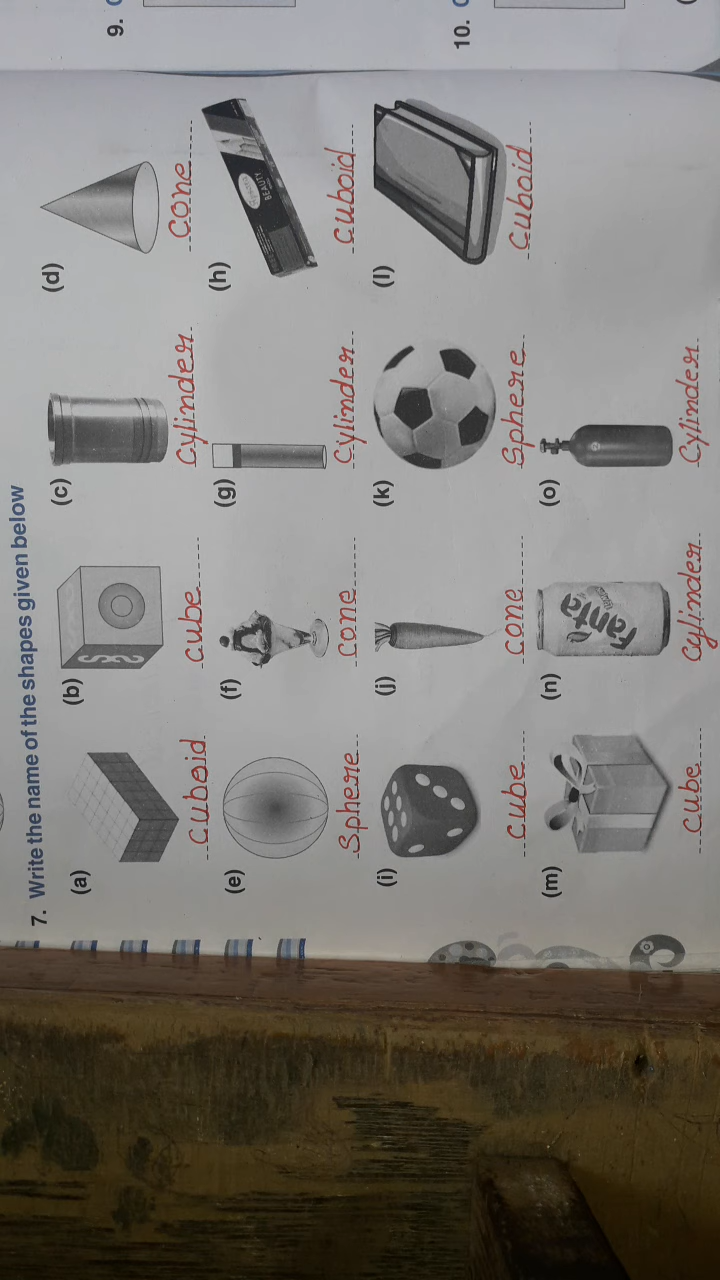 7. Write the name of the shapes given below
(a) (b) (c) (d)
Cuboid cube Cylinder cone
(e) (f) (g) (h)
BEAUTY
Sphere cone Cylinder cuboid
(i) (j) (k) (l)
cube cone Sphere Cuboid
(m) (n) (o)
Fanta
cube Cylinder Cylinder
9.
10.